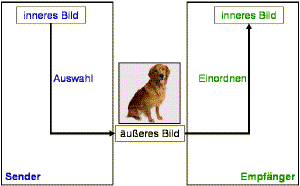 inneres Bild
inneres Bild
Auswahl
Einordnen
äußeres Bild
Sender
Empfänger